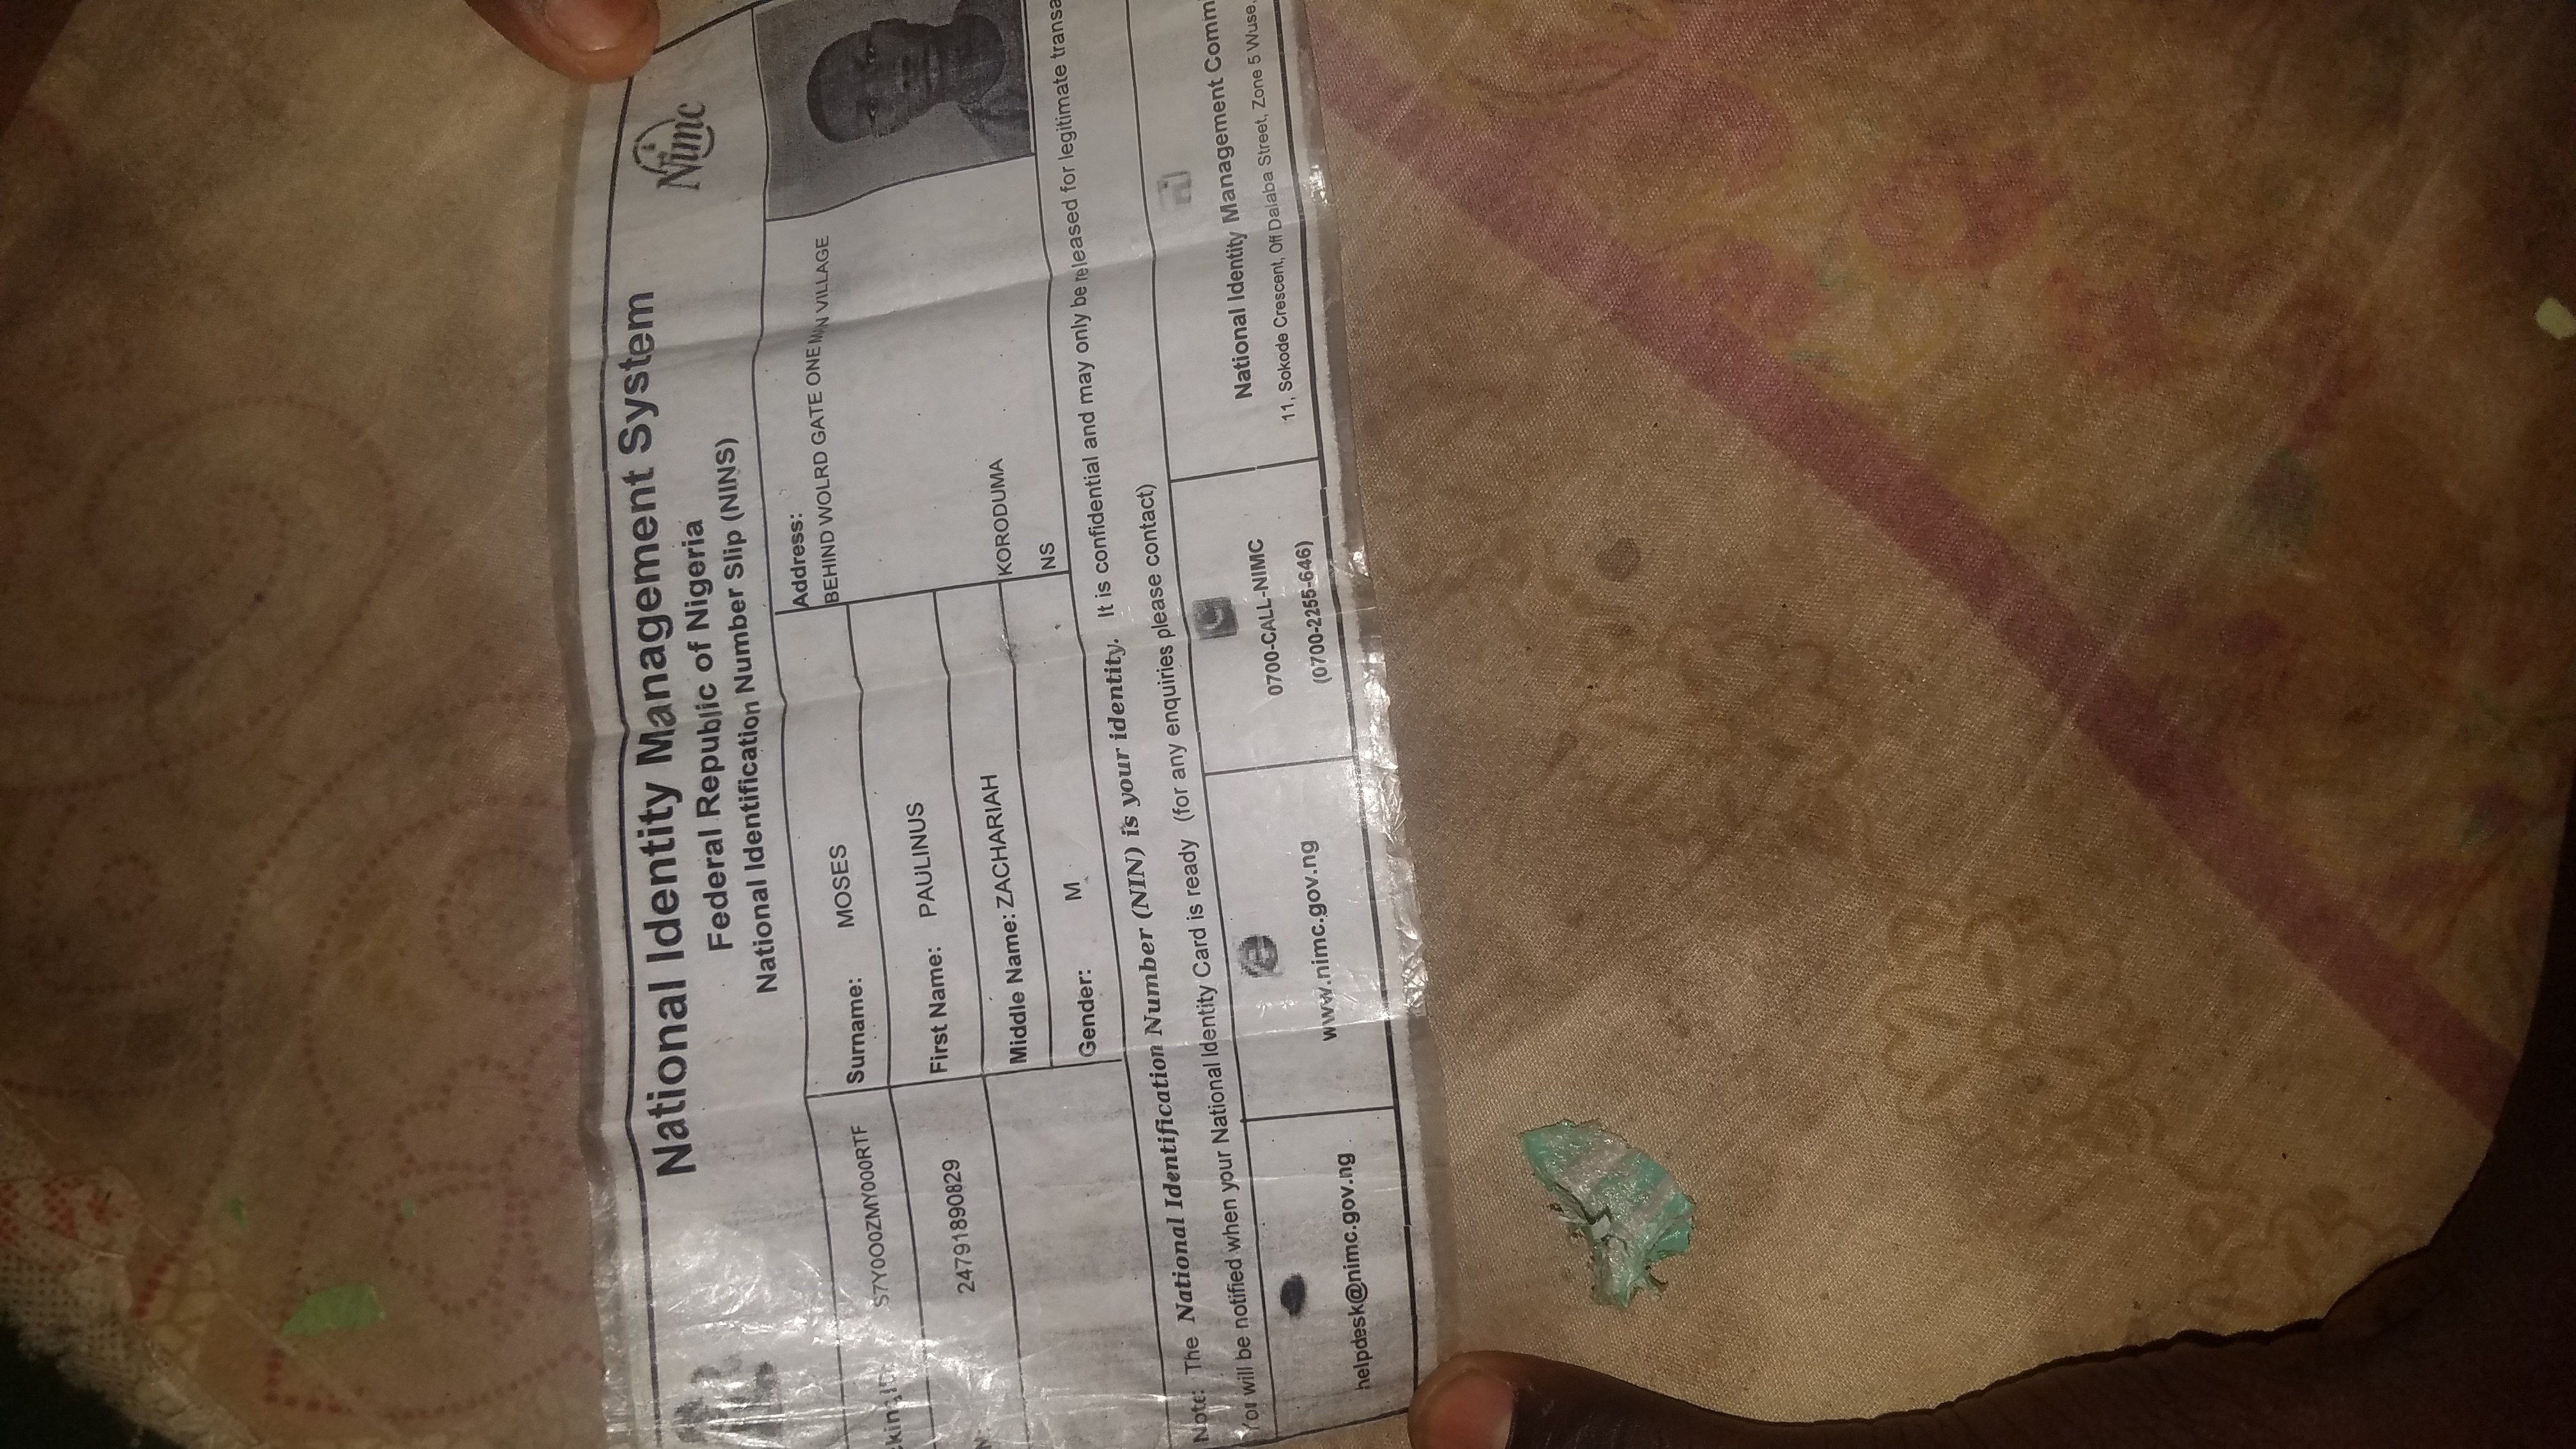 National Identity Management System
Federal Republic of Nigeria
National Identification Number Slip (NINS)
Nimc
S7Y0O0ZMY000RTF
Surname: MOSES
Address:
BEHIND WOLRD GATE ONE MAN VILLAGE
24791890829
First Name: PAULINUS
Middle Name: ZACHARIAH
KORODUMA
Gender: M
NS
Note: The National Identification Number (NIN) is your identity. It is confidential and may only be released for legitimate transa
You will be notified when your National Identity Card is ready (for any enquiries please contact)
helpdesk@nimc.gov.ng
www.nimc.gov.ng
0700-CALL-NIMC
(0700-2255-646)
National Identity Management Comm
11, Sokode Crescent, Off Dalaba Street, Zone 5 Wuse,